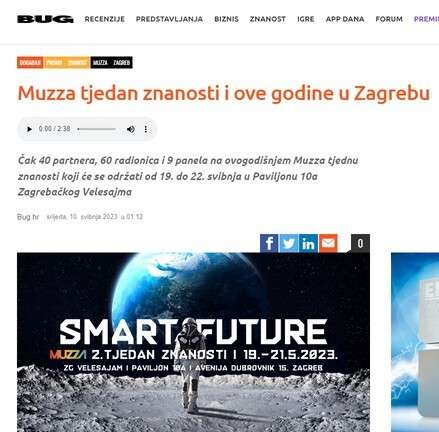 BUG RECENZIJE PREDSTAVLJANJA BIZNIS ZNANOST IGRE APP DANA FORUM PREMI
DOGAĐAJI PROMO ZNANOST MUZZA ZAGREB
Muzza tjedan znanosti i ove godine u Zagrebu
0:00 / 2:38
Čak 40 partnera, 60 radionica i 9 panela na ovogodišnjem Muzza tjednu
znanosti koji će se održati od 19. do 22. svibnja u Paviljonu 10a
Zagrebačkog Velesajma
Bug.hr srijeda, 10. svibnja 2023 u 01:12
f in 0
SMART FUTURE
MUZZA 2.TJEDAN ZNANOSTI I 19.-21.5.2023.
ZG VELESAJAM I PAVILJON 10A I AVENIJA DUBROVNIK 15. ZAGREB